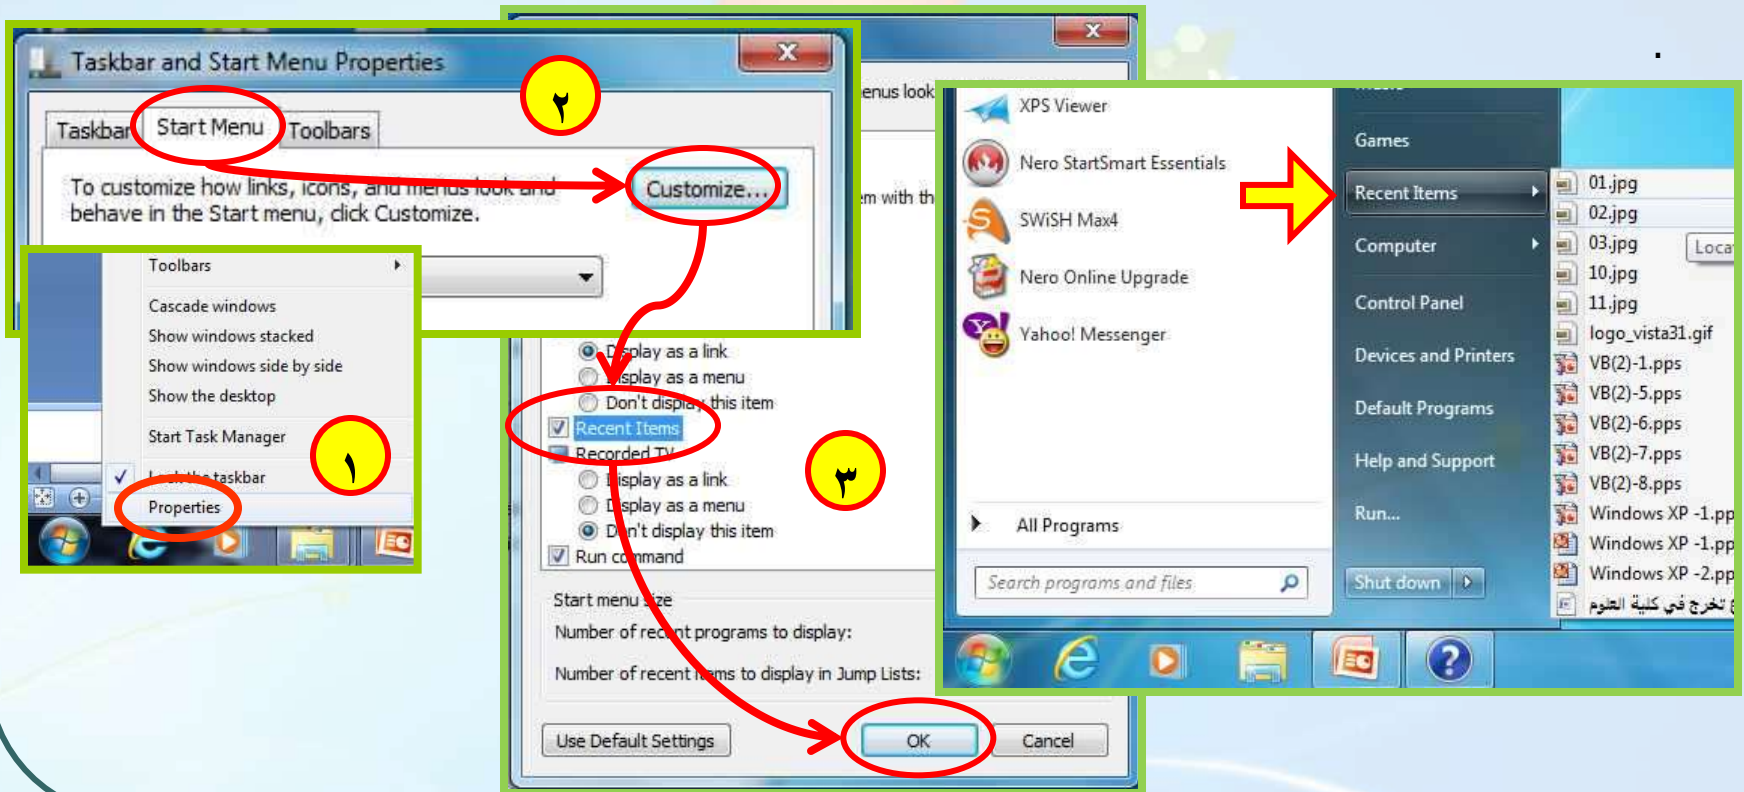 .
Taskbar and Start Menu Properties
٢
Taskbar
Start Menu
Toolbars
To customize how links, icons, and menus look and
behave in the Start menu, click Customize.
Customize...
Toolbars
Cascade windows
Show windows stacked
Show windows side by side
Show the desktop
Start Task Manager
١
Lock the taskbar
Properties
enus look
em with th
Display as a link
Display as a menu
Don't display this item
Recent Items
Recorded TV
Display as a link
Display as a menu
Don't display this item
Run command
٣
Start menu size
Number of recent programs to display:
Number of recent items to display in Jump Lists:
Use Default Settings
OK
Cancel
XPS Viewer
Nero StartSmart Essentials
SWiSH Max4
Nero Online Upgrade
Yahoo! Messenger
All Programs
Search programs and files
Games
Recent Items
Computer
Control Panel
Devices and Printers
Default Programs
Help and Support
Run...
Shut down
01.jpg
02.jpg
03.jpg
Loca
10.jpg
11.jpg
logo_vista31.gif
VB(2)-1.pps
VB(2)-5.pps
VB(2)-6.pps
VB(2)-7.pps
VB(2)-8.pps
Windows XP -1.pp
Windows XP -1.pp
Windows XP -2.pp
تخرج في كلية العلوم